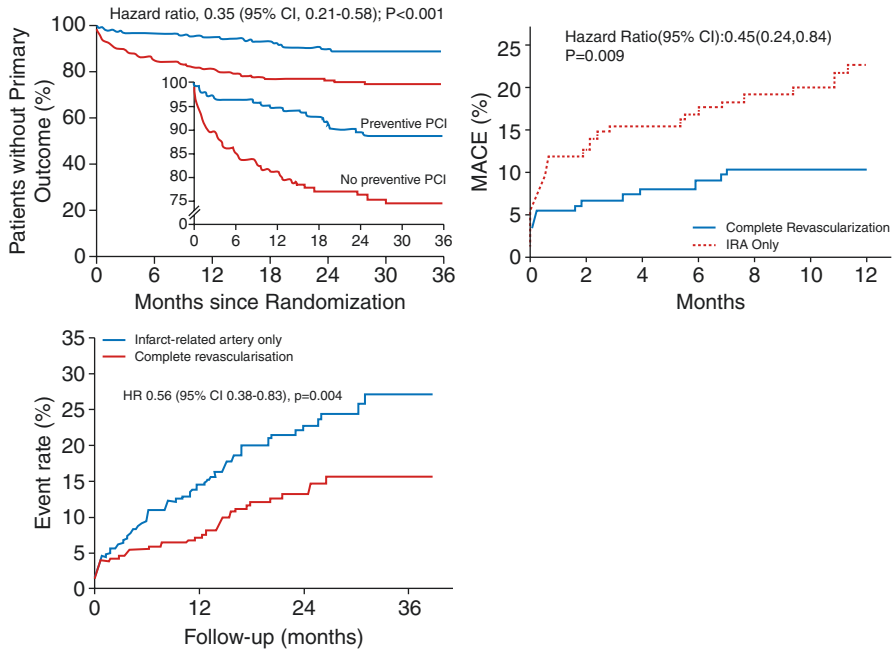 Hazard ratio, 0.35 (95% CI, 0.21-0.58); P<0.001
Patients without Primary
Outcome (%)
100
80
60
40
20
0
0 6 12 18 24 30 36
Months since Randomization
100
95
90
85
80
75
0
0 6 12 18 24 30 36
Preventive PCI
No preventive PCI
Hazard Ratio(95% CI):0.45(0.24,0.84)
P=0.009
MACE (%)
25
20
15
10
5
0
0 2 4 6 8 10 12
Months
Complete Revascularization
IRA Only
Infarct-related artery only
Complete revascularisation
HR 0.56 (95% CI 0.38-0.83), p=0.004
Event rate (%)
35
30
25
20
15
10
5
0
0 12 24 36
Follow-up (months)